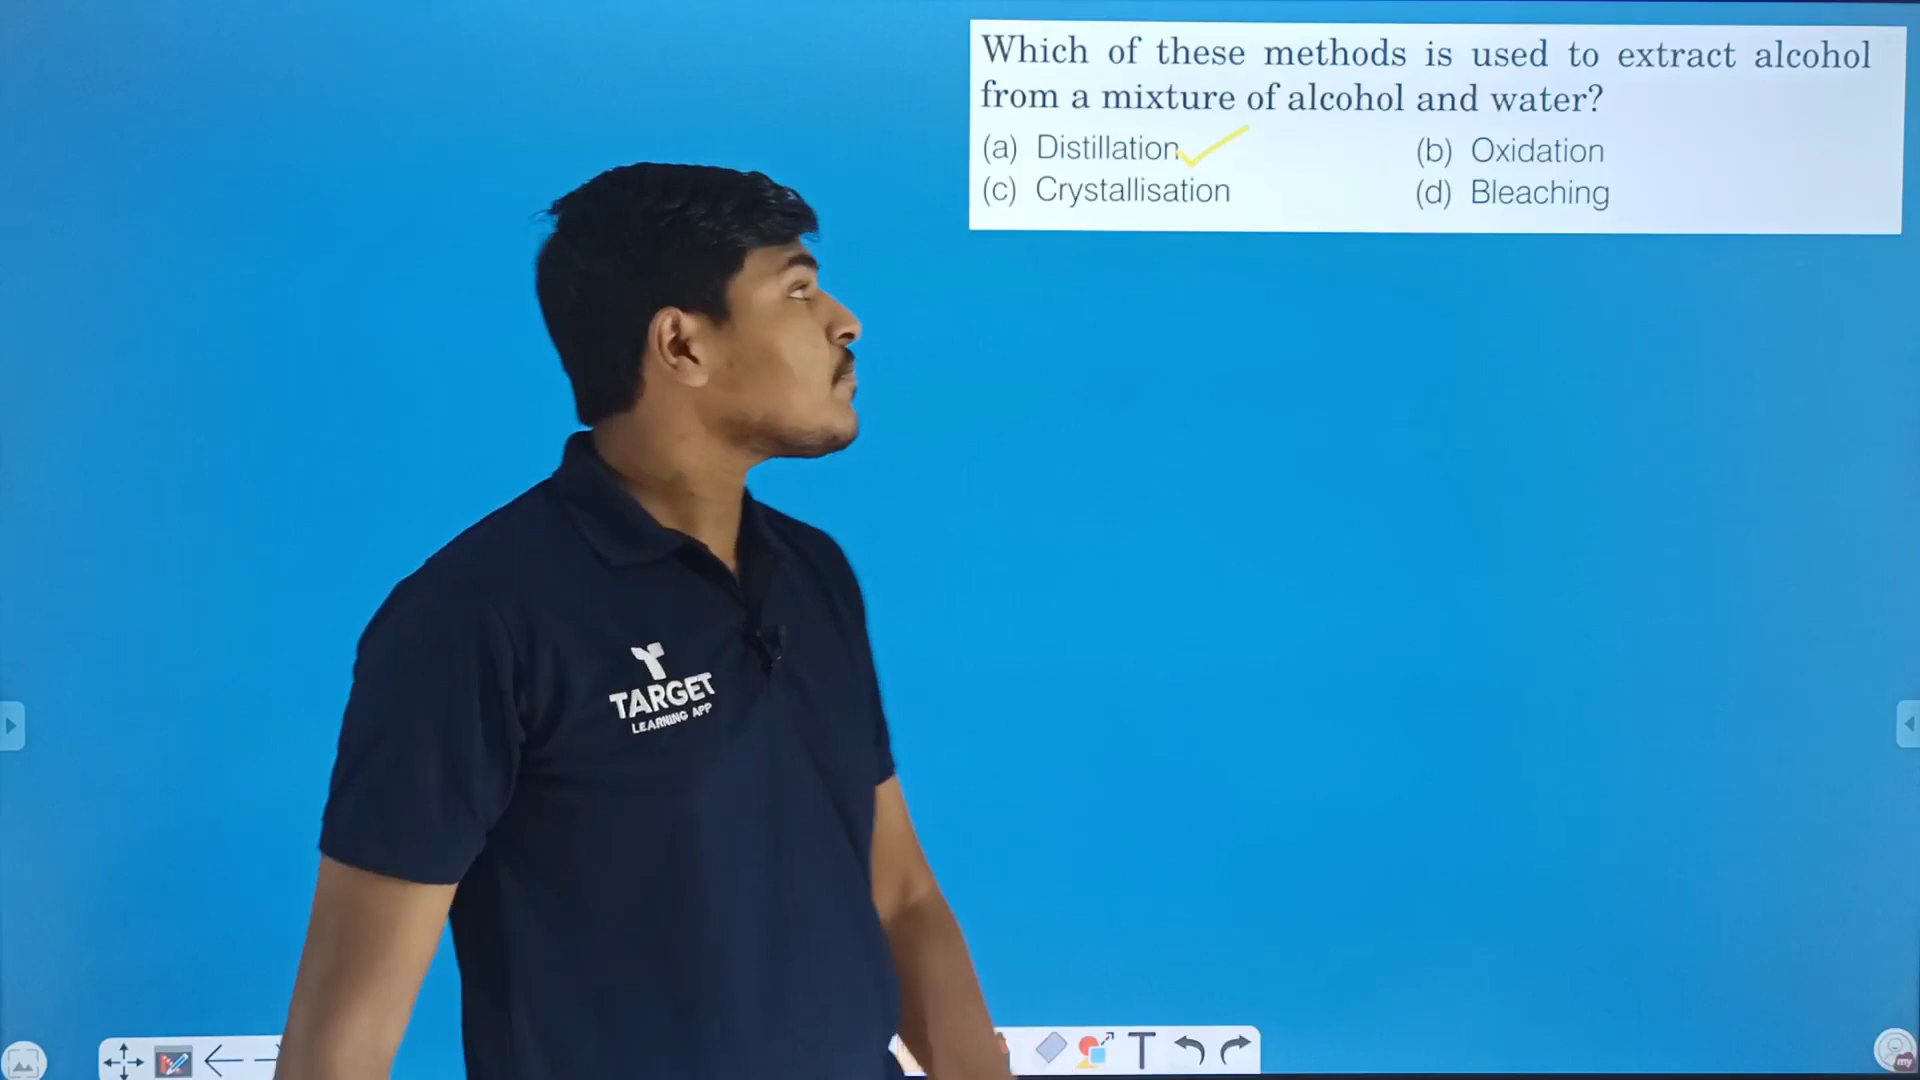 Which of these methods is used to extract alcohol
from a mixture of alcohol and water?
(a) Distillation (b) Oxidation
(c) Crystallisation (d) Bleaching
TARGET
LEARNING APP
T
my